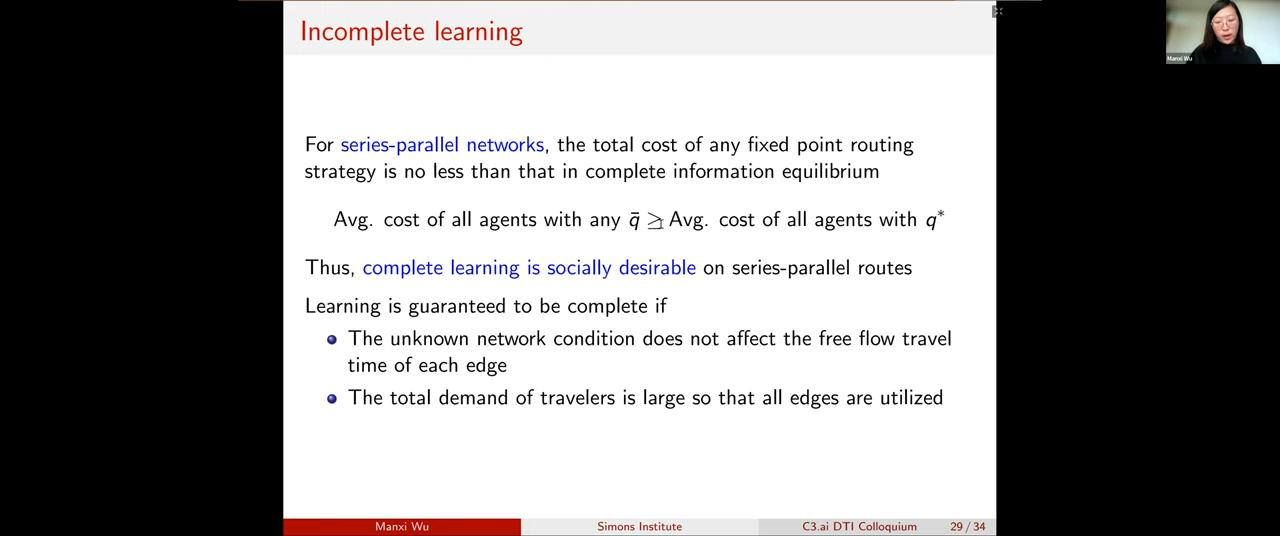 Incomplete learning
Manxi Wu
For series-parallel networks, the total cost of any fixed point routing
strategy is no less than that in complete information equilibrium
Avg. cost of all agents with any q̄ ≥ Avg. cost of all agents with q*
Thus, complete learning is socially desirable on series-parallel routes
Learning is guaranteed to be complete if
The unknown network condition does not affect the free flow travel
time of each edge
The total demand of travelers is large so that all edges are utilized
Manxi Wu Simons Institute C3.ai DTI Colloquium 29 / 34